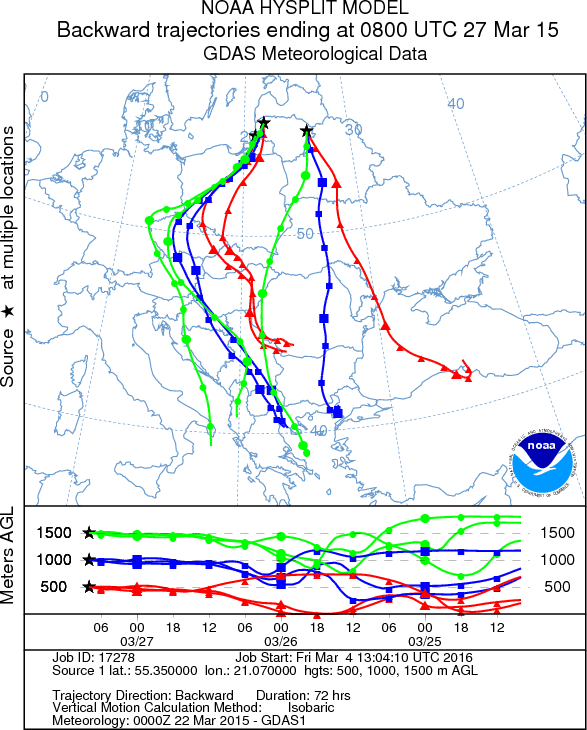 NOAA HYSPLIT MODEL
Backward trajectories ending at 0800 UTC 27 Mar 15
GDAS Meteorological Data
Source ★ at multiple locations
0
40
30
50
40
noaa
Meters AGL
1500 1500
1000 1000
500 500
06 00 18 12 06 00 18 12 06 00 18 12
03/27 03/26 03/25
Job ID: 17278 Job Start: Fri Mar 4 13:04:10 UTC 2016
Source 1 lat.: 55.350000 lon.: 21.070000 hgts: 500, 1000, 1500 m AGL
Trajectory Direction: Backward Duration: 72 hrs
Vertical Motion Calculation Method: Isobaric
Meteorology: 0000Z 22 Mar 2015 - GDAS1